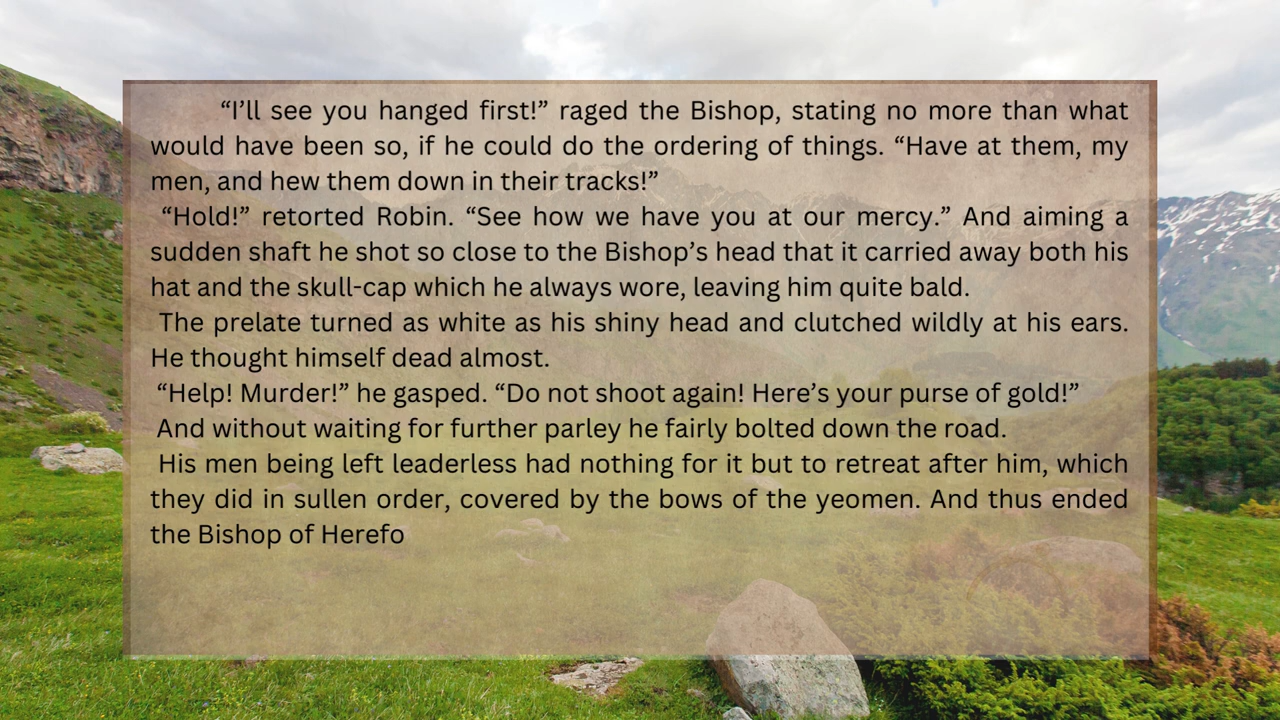 “I’ll see you hanged first!” raged the Bishop, stating no more than what
would have been so, if he could do the ordering of things. “Have at them, my
men, and hew them down in their tracks!”
“Hold!” retorted Robin. “See how we have you at our mercy.” And aiming a
sudden shaft he shot so close to the Bishop’s head that it carried away both his
hat and the skull-cap which he always wore, leaving him quite bald.
The prelate turned as white as his shiny head and clutched wildly at his ears.
He thought himself dead almost.
“Help! Murder!” he gasped. “Do not shoot again! Here’s your purse of gold!”
And without waiting for further parley he fairly bolted down the road.
His men being left leaderless had nothing for it but to retreat after him, which
they did in sullen order, covered by the bows of the yeomen. And thus ended
the Bishop of Herefo